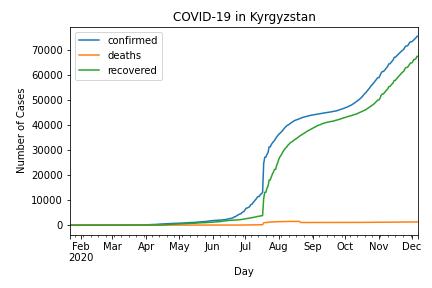 COVID-19 in Kyrgyzstan
confirmed
deaths
recovered
Number of Cases
70000
60000
50000
40000
30000
20000
10000
0
Feb Mar Apr May Jun Jul Aug Sep Oct Nov Dec
2020
Day